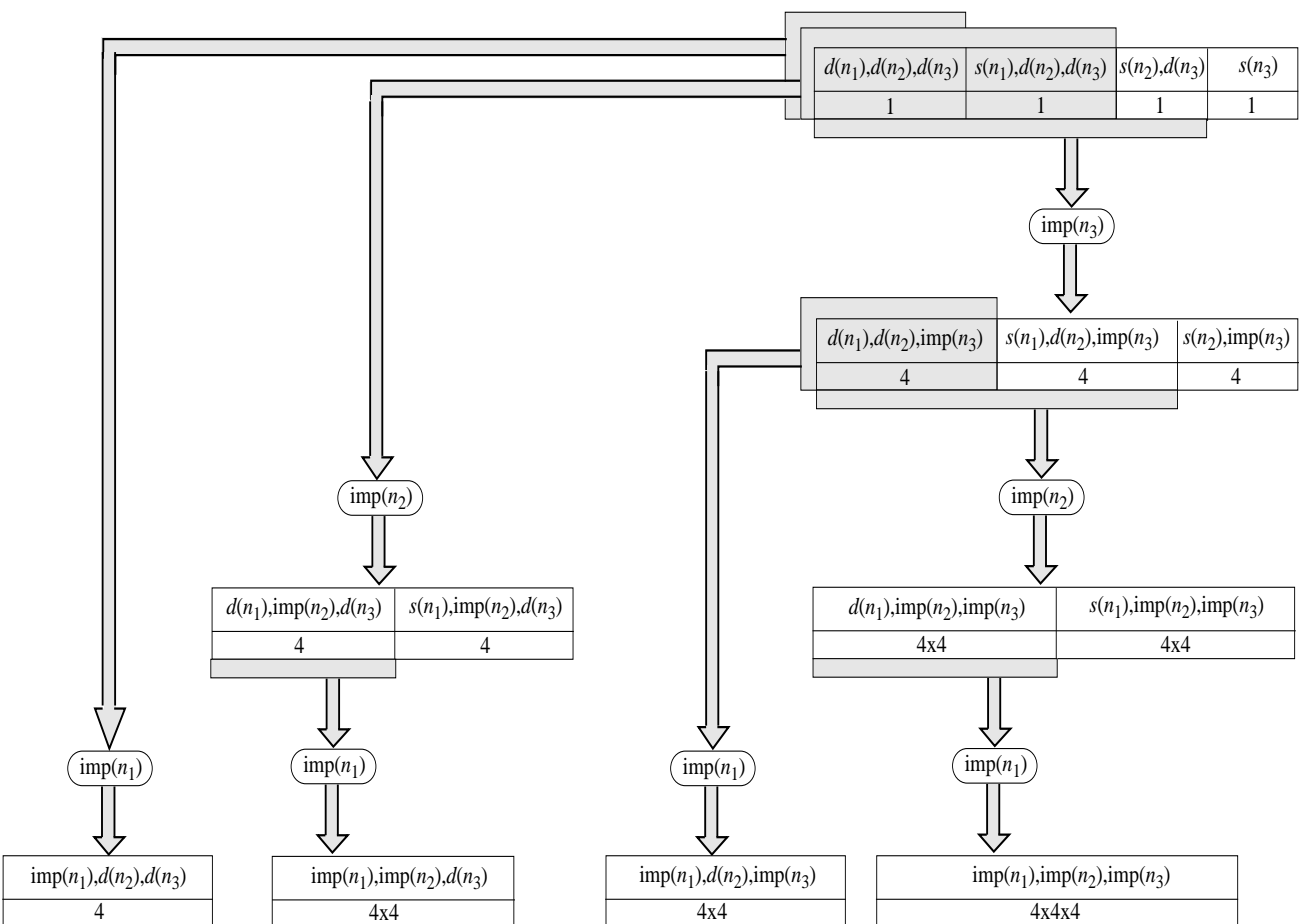 d(n₁),d(n₂),d(n₃) s(n₁),d(n₂),d(n₃) s(n₂),d(n₃) s(n₃)
1 1 1 1
imp(n₃)
d(n₁),d(n₂),imp(n₃) s(n₁),d(n₂),imp(n₃) s(n₂),imp(n₃)
4 4 4
imp(n₂) imp(n₂)
d(n₁),imp(n₂),d(n₃) s(n₁),imp(n₂),d(n₃) d(n₁),imp(n₂),imp(n₃) s(n₁),imp(n₂),imp(n₃)
4 4 4x4 4x4
imp(n₁) imp(n₁) imp(n₁) imp(n₁)
imp(n₁),d(n₂),d(n₃) imp(n₁),imp(n₂),d(n₃) imp(n₁),d(n₂),imp(n₃) imp(n₁),imp(n₂),imp(n₃)
4 4x4 4x4 4x4x4